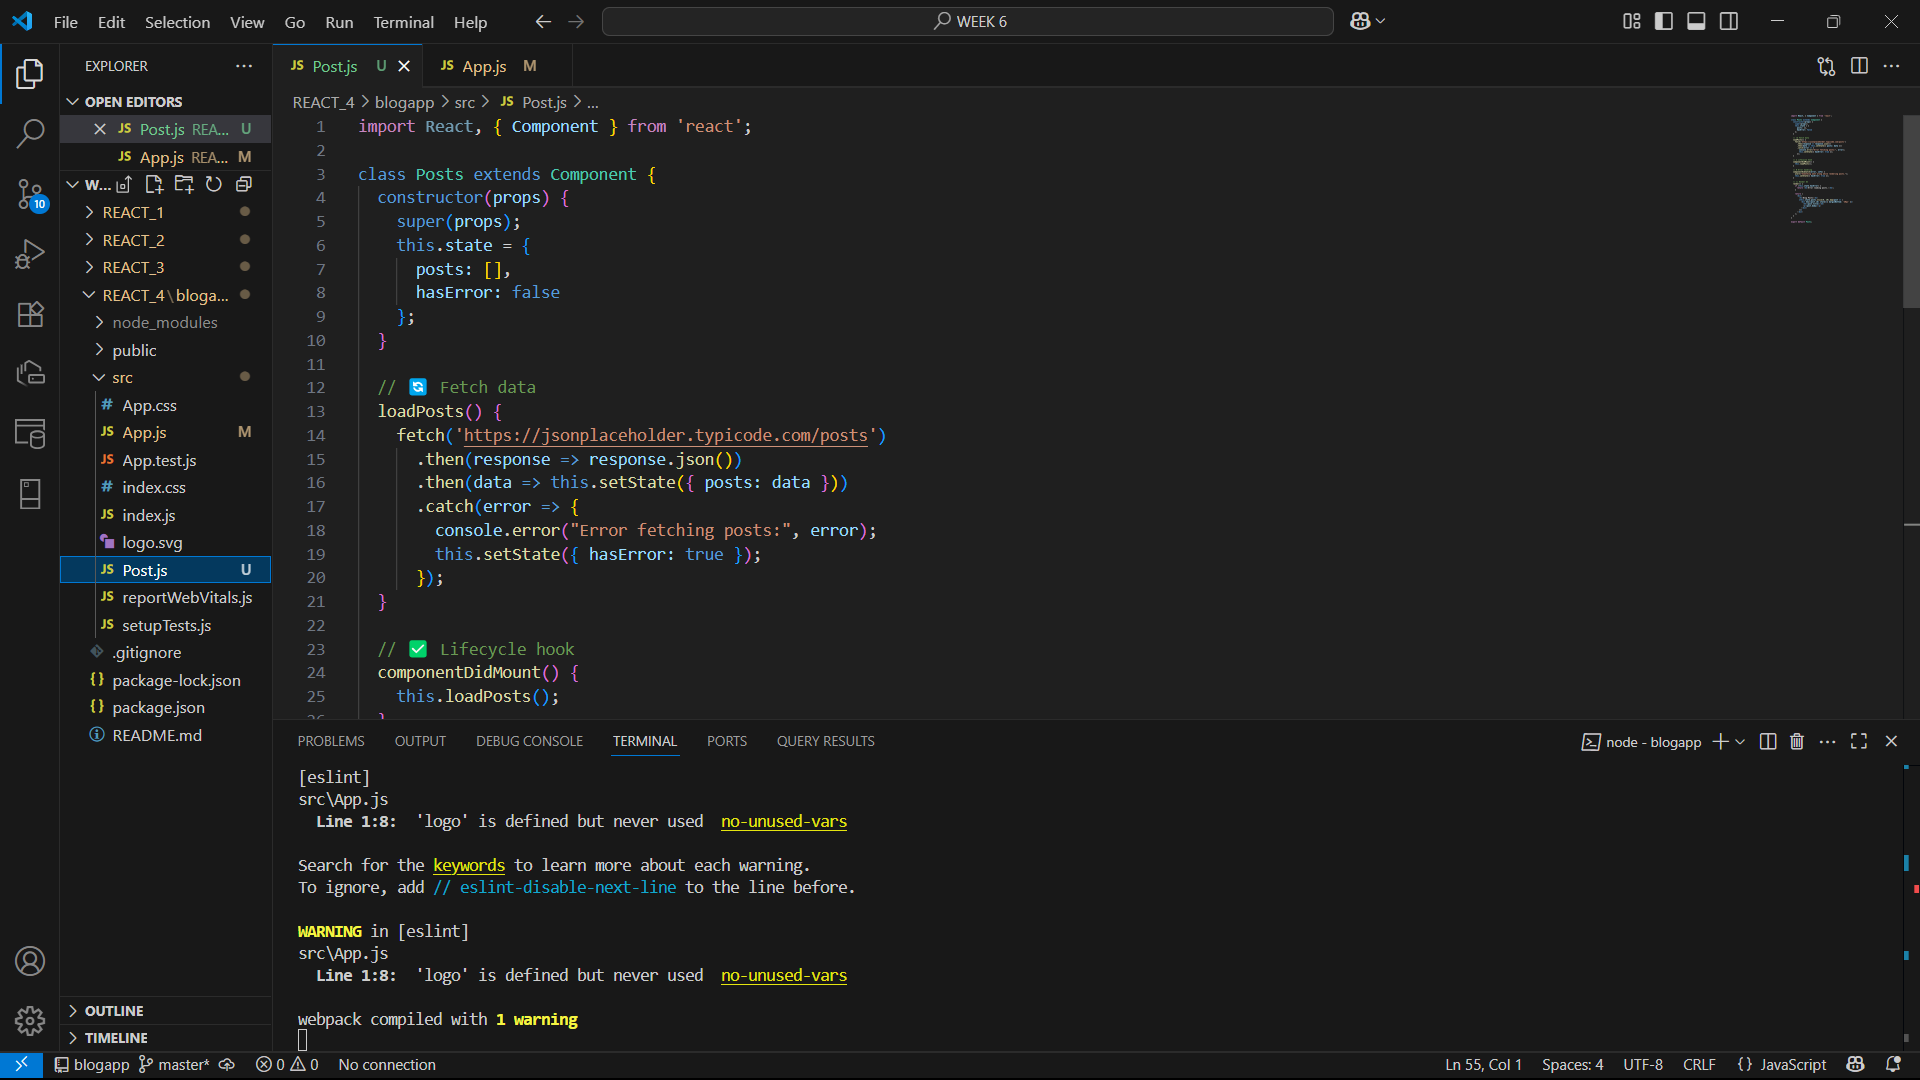 File Edit Selection View Go Run Terminal Help
WEEK 6
EXPLORER
OPEN EDITORS
JS Post.js REA... U
JS App.js REA... M
W...
REACT_1
REACT_2
REACT_3
REACT_4\bloga...
node_modules
public
src
# App.css
JS App.js M
JS App.test.js
# index.css
JS index.js
logo.svg
JS Post.js U
JS reportWebVitals.js
JS setupTests.js
.gitignore
{} package-lock.json
{} package.json
README.md
OUTLINE
TIMELINE
10
JS Post.js U
JS App.js M
REACT_4 > blogapp > src > JS Post.js > ...
1 import React, { Component } from 'react';
2
3 class Posts extends Component {
4 constructor(props) {
5 super(props);
6 this.state = {
7 posts: [],
8 hasError: false
9 };
10 }
11
12 // 🔄 Fetch data
13 loadPosts() {
14 fetch('https://jsonplaceholder.typicode.com/posts')
15 .then(response => response.json())
16 .then(data => this.setState({ posts: data }))
17 .catch(error => {
18 console.error("Error fetching posts:", error);
19 this.setState({ hasError: true });
20 });
21 }
22
23 // ✅ Lifecycle hook
24 componentDidMount() {
25 this.loadPosts();
26 }
PROBLEMS OUTPUT DEBUG CONSOLE TERMINAL PORTS QUERY RESULTS
node - blogapp
[eslint]
src\App.js
Line 1:8: 'logo' is defined but never used no-unused-vars
Search for the keywords to learn more about each warning.
To ignore, add // eslint-disable-next-line to the line before.
WARNING in [eslint]
src\App.js
Line 1:8: 'logo' is defined but never used no-unused-vars
webpack compiled with 1 warning
blogapp master* 0 0 No connection
Ln 55, Col 1 Spaces: 4 UTF-8 CRLF {} JavaScript